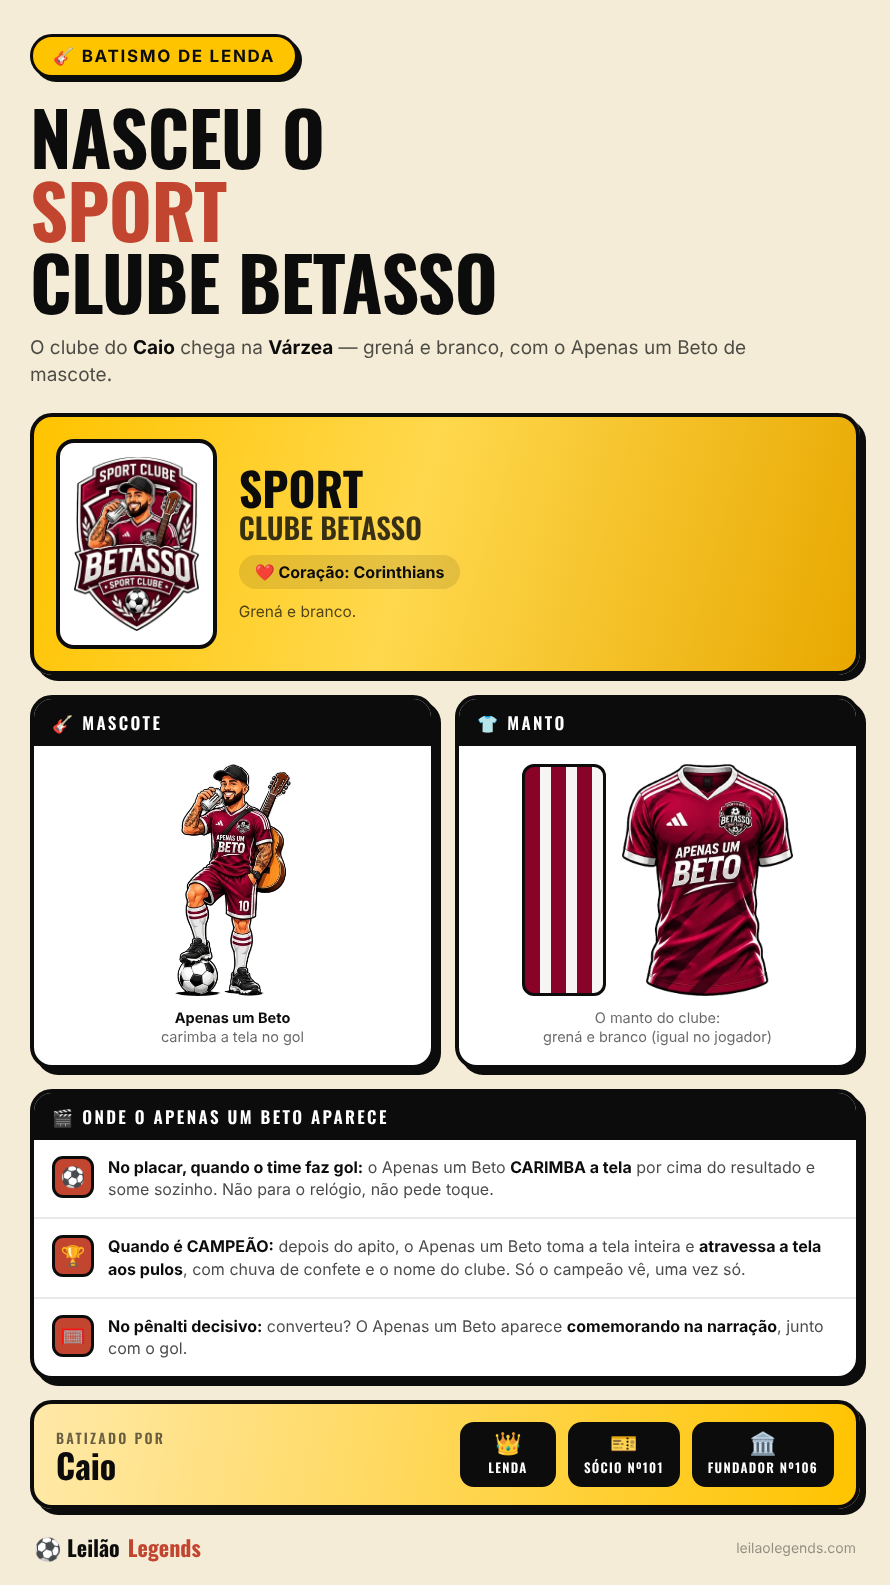 🎸 BATISMO DE LENDA
NASCEU O
SPORT
CLUBE BETASSO
O clube do Caio chega na Várzea — grená e branco, com o Apenas um Beto de
mascote.
SPORT CLUBE
BETASSO
• SPORT CLUBE •
SPORT
CLUBE BETASSO
❤️ Coração: Corinthians
Grená e branco.
🎸 MASCOTE
APENAS UM
BETO
10
Apenas um Beto
carimba a tela no gol
👕 MANTO
BETASSO
APENAS UM
BETO
O manto do clube:
grená e branco (igual no jogador)
🎬 ONDE O APENAS UM BETO APARECE
⚽ No placar, quando o time faz gol: o Apenas um Beto CARIMBA a tela por cima do resultado e
some sozinho. Não para o relógio, não pede toque.
🏆 Quando é CAMPEÃO: depois do apito, o Apenas um Beto toma a tela inteira e atravessa a tela
aos pulos, com chuva de confete e o nome do clube. Só o campeão vê, uma vez só.
🥅 No pênalti decisivo: converteu? O Apenas um Beto aparece comemorando na narração, junto
com o gol.
BATIZADO POR
Caio
👑 LENDA
🎫 SÓCIO Nº101
🏛️ FUNDADOR Nº106
⚽ Leilão Legends
leilaolegends.com